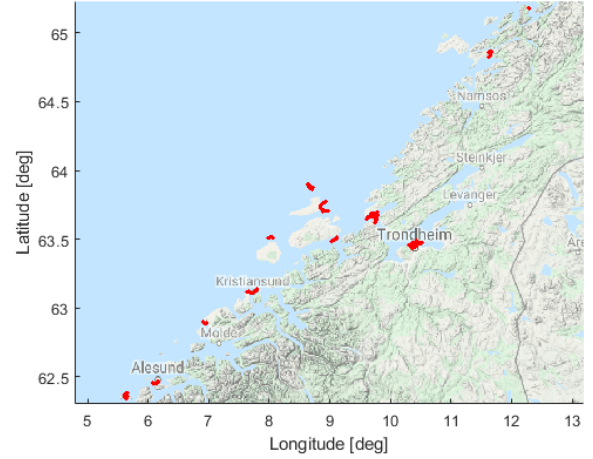 65
64.5
64
63.5
63
62.5
Latitude [deg]
Namsos
Steinkjer
Levanger
Trondheim
Åre
Kristiansund
Molde
Alesund
5
6
7
8
9
10
11
12
13
Longitude [deg]